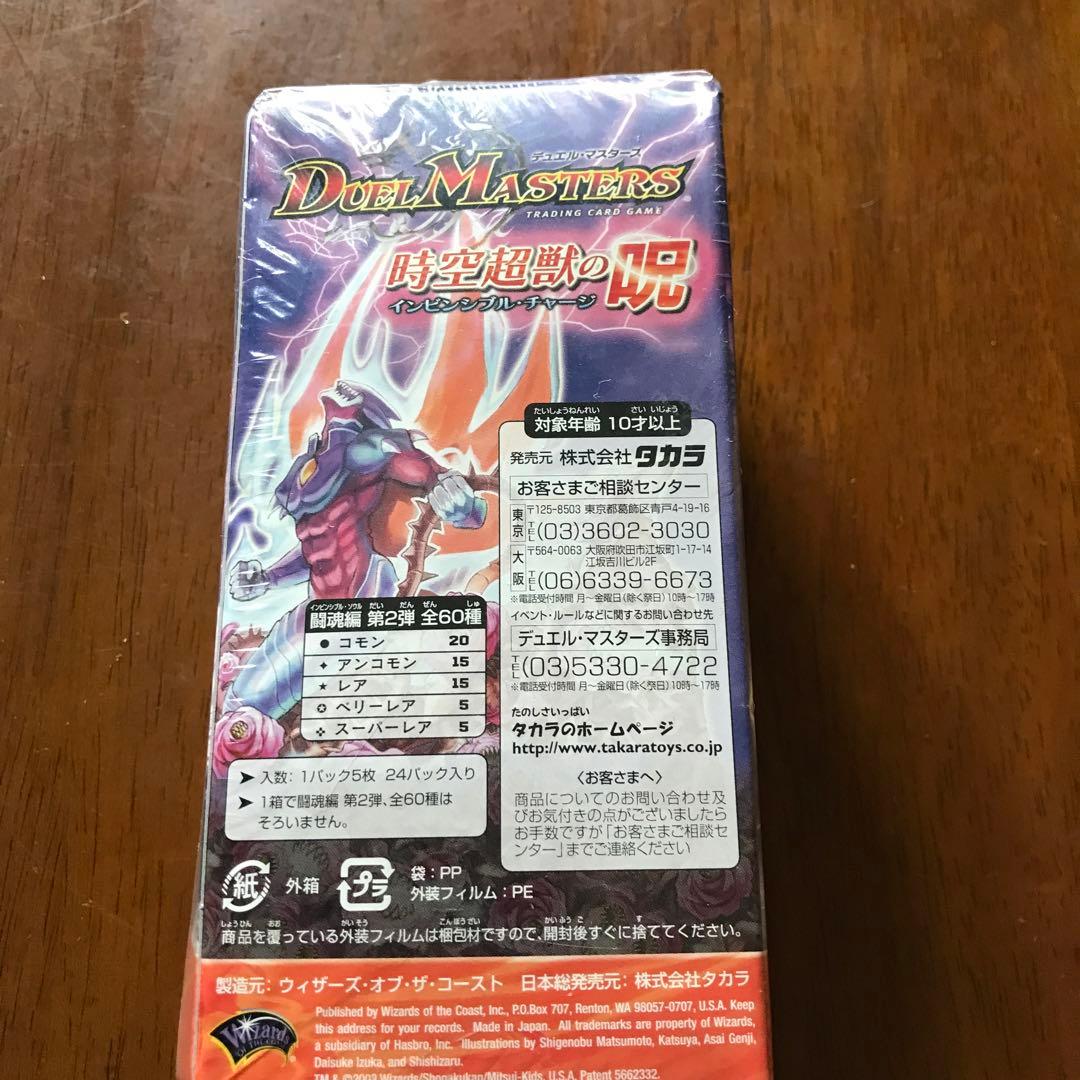 デュエル・マスターズ
DUEL MASTERS
TRADING CARD GAME
時空超獣の呪
インビンシブル・チャージ
たいしょうねんれい さい いじょう
対象年齢 10才以上
発売元 株式会社タカラ
お客さまご相談センター
東京 〒125-8503 東京都葛飾区青戸4-19-16
TEL (03)3602-3030
大阪 〒564-0063 大阪府吹田市江坂町1-17-14
江坂吉川ビル2F
TEL (06)6339-6673
※電話受付時間 月〜金曜日(除く祭日)10時〜17時
イベント・ルールなどに関するお問い合わせ先
デュエル・マスターズ事務局
TEL (03)5330-4722
※電話受付時間 月〜金曜日(除く祭日)10時〜17時
たのしさいっぱい
タカラのホームページ
http://www.takaratoys.co.jp
〈お客さまへ〉
商品についてのお問い合わせ及
びお気付きの点がございましたら
お手数ですが「お客さまご相談セ
ンター」までご連絡ください
インビンシブル・ソウル だい だん ぜん しゅ
闘魂編 第2弾 全60種
● コモン 20
✦ アンコモン 15
★ レア 15
✪ ベリーレア 5
❖ スーパーレア 5
➤ 入数: 1パック5枚 24パック入り
➤ 1箱で闘魂編 第2弾、全60種は
そろいません。
紙 外箱
プラ 袋:PP
外装フィルム:PE
しょうひん おお がいそう こんぽうざい かいふう ご す
商品を覆っている外装フィルムは梱包材ですので、開封後すぐに捨ててください。
製造元: ウィザーズ・オブ・ザ・コースト 日本総発売元: 株式会社タカラ
Wizards
OF THE COAST
Published by Wizards of the Coast, Inc., P.O.Box 707, Renton, WA 98057-0707, U.S.A. Keep
this address for your records. Made in Japan. All trademarks are property of Wizards,
a subsidiary of Hasbro, Inc. Illustrations by Shigenobu Matsumoto, Katsuya, Asai Genji,
Daisuke Izuka, and Shishizaru.
TM & ©2003 Wizards/Shogakukan/Mitsui-Kids. U.S.A. Patent 5662332.